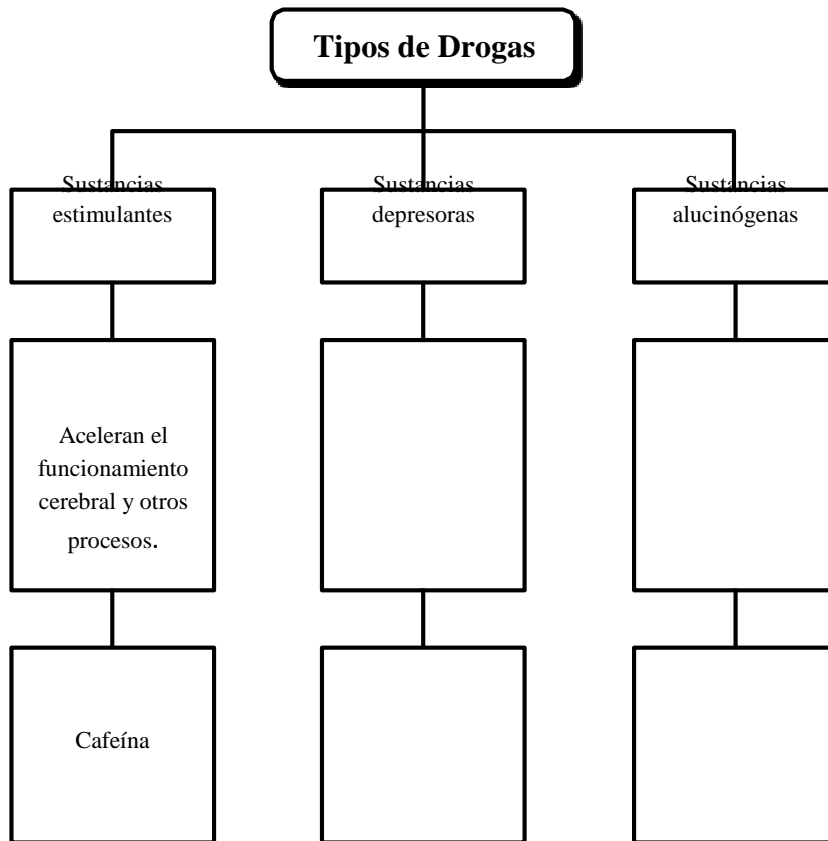 Tipos de Drogas
Sustancias
estimulantes
Sustancias
depresoras
Sustancias
alucinógenas
Aceleran el
funcionamiento
cerebral y otros
procesos.
Cafeína